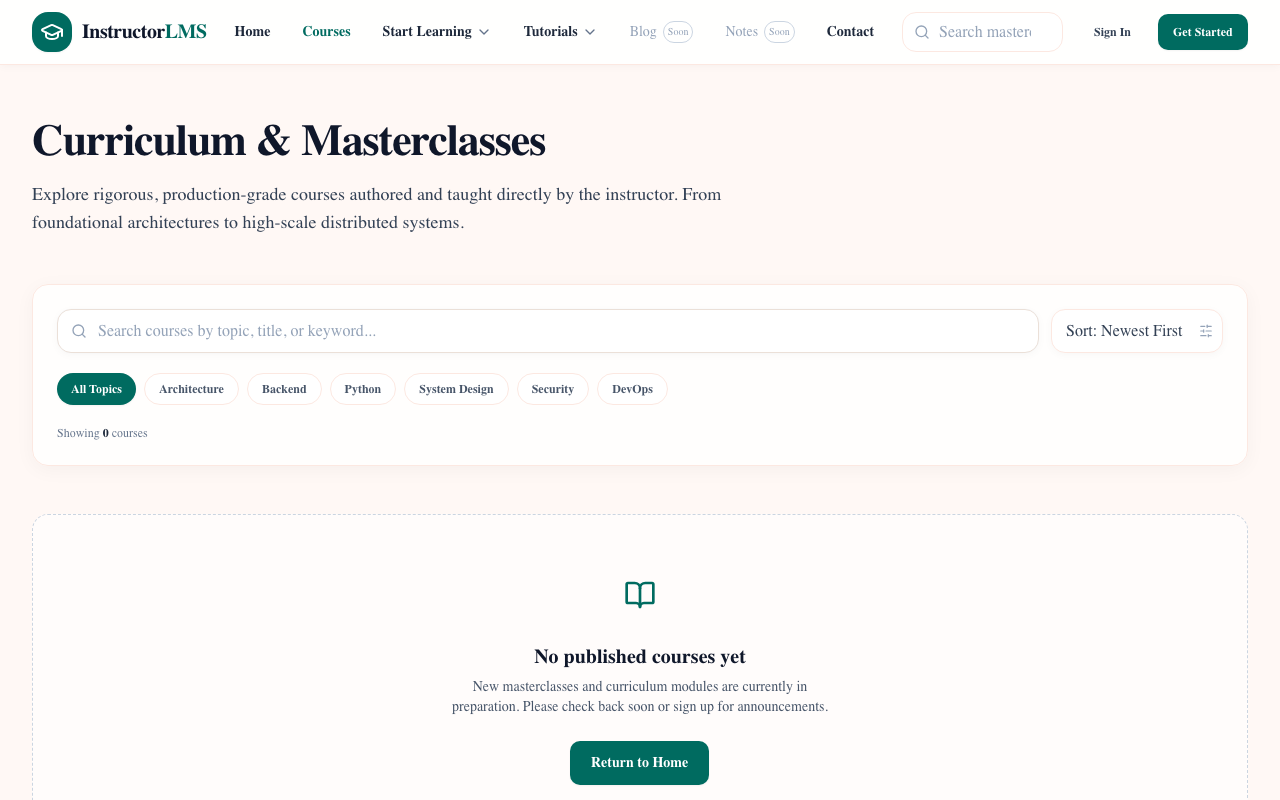 InstructorLMS Home Courses Start Learning Tutorials Blog Soon Notes Soon Contact Search master Sign In Get Started
Curriculum & Masterclasses
Explore rigorous, production-grade courses authored and taught directly by the instructor. From
foundational architectures to high-scale distributed systems.
Search courses by topic, title, or keyword... Sort: Newest First
All Topics Architecture Backend Python System Design Security DevOps
Showing 0 courses
No published courses yet
New masterclasses and curriculum modules are currently in
preparation. Please check back soon or sign up for announcements.
Return to Home